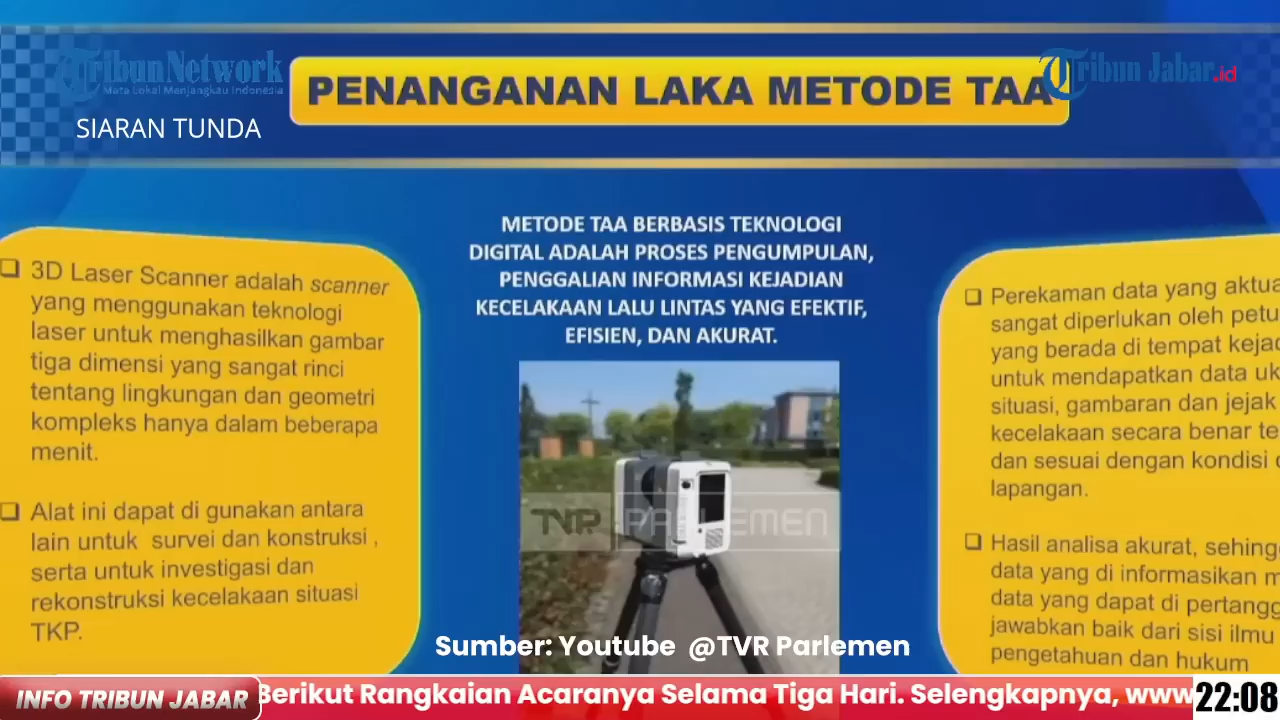 TribunNetwork
Mata Lokal Menjangkau Indonesia
SIARAN TUNDA
PENANGANAN LAKA METODE TAA
Tribun Jabar.id
❑ 3D Laser Scanner adalah scanner
yang menggunakan teknologi
laser untuk menghasilkan gambar
tiga dimensi yang sangat rinci
tentang lingkungan dan geometri
kompleks hanya dalam beberapa
menit.
❑ Alat ini dapat di gunakan antara
lain untuk survei dan konstruksi ,
serta untuk investigasi dan
rekonstruksi kecelakaan situasi
TKP.
METODE TAA BERBASIS TEKNOLOGI
DIGITAL ADALAH PROSES PENGUMPULAN,
PENGGALIAN INFORMASI KEJADIAN
KECELAKAAN LALU LINTAS YANG EFEKTIF,
EFISIEN, DAN AKURAT.
TVR PARLEMEN
❑ Perekaman data yang aktua
sangat diperlukan oleh petu
yang berada di tempat kejad
untuk mendapatkan data uk
situasi, gambaran dan jejak
kecelakaan secara benar te
dan sesuai dengan kondisi
lapangan.
❑ Hasil analisa akurat, sehing
data yang di informasikan m
data yang dapat di pertangg
jawabkan baik dari sisi ilmu
pengetahuan dan hukum
Sumber: Youtube @TVR Parlemen
INFO TRIBUN JABAR
Berikut Rangkaian Acaranya Selama Tiga Hari. Selengkapnya, www
22:08